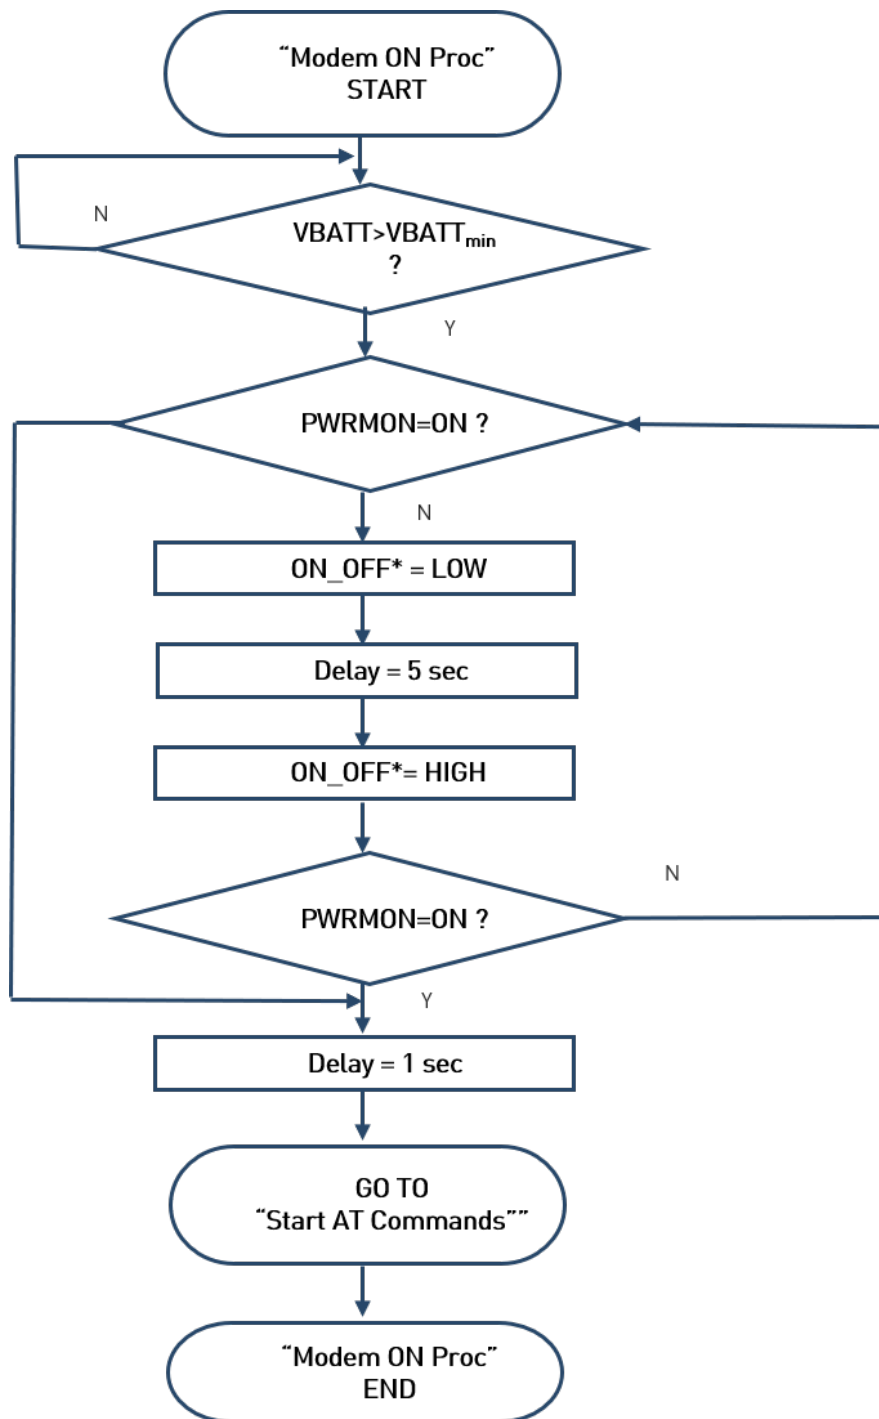 “Modem ON Proc”
START
N
VBATT>VBATTmin
?
Y
PWRMON=ON ?
N
ON_OFF* = LOW
Delay = 5 sec
ON_OFF*= HIGH
N
PWRMON=ON ?
Y
Delay = 1 sec
GO TO
“Start AT Commands””
“Modem ON Proc”
END